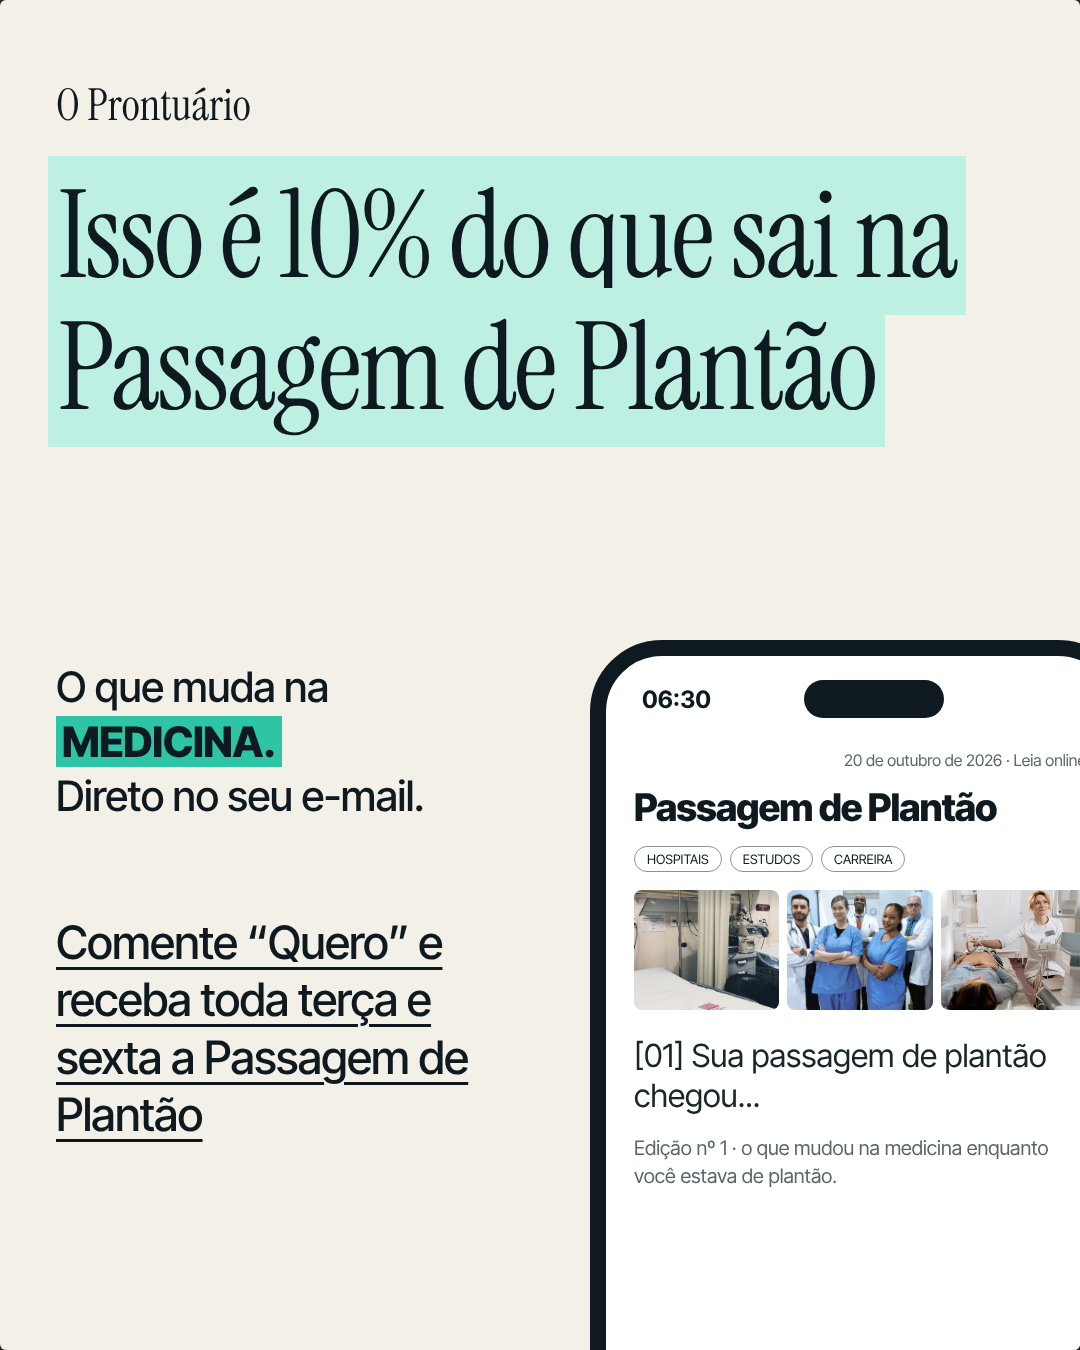 O Prontuário
Isso é 10% do que sai na
Passagem de Plantão
O que muda na
MEDICINA.
Direto no seu e-mail.
Comente “Quero” e
receba toda terça e
sexta a Passagem de
Plantão
06:30
20 de outubro de 2026 · Leia online
Passagem de Plantão
HOSPITAIS ESTUDOS CARREIRA
[01] Sua passagem de plantão
chegou...
Edição nº 1 · o que mudou na medicina enquanto
você estava de plantão.